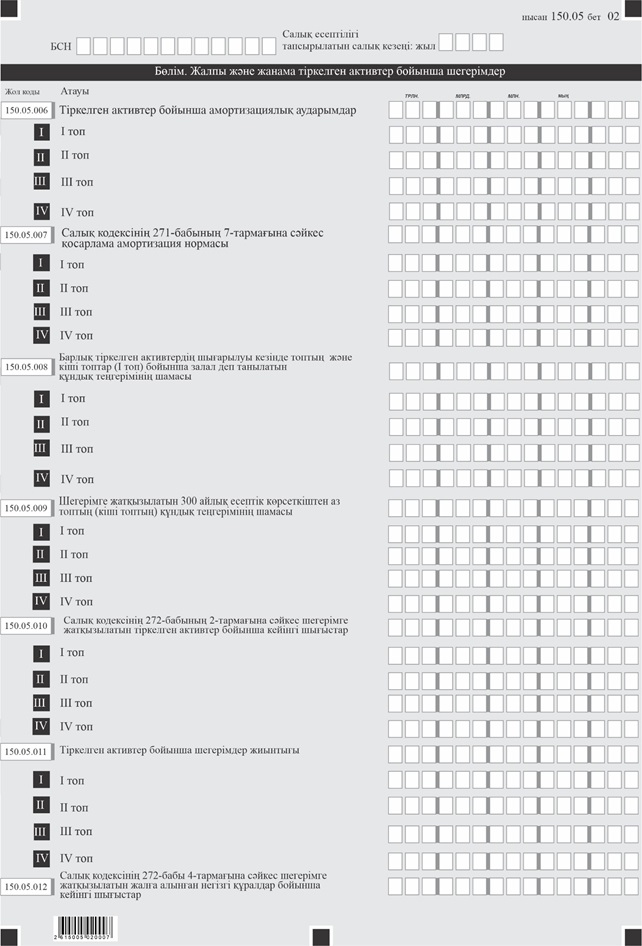 пысан 150.05 бет 02
Салық есептілігі
БСН тапсырылатын салық кезеңі: жыл
Бөлім. Жалпы және жанама тіркелген активтер бойынша шегерімдер
Жол коды Атауы
трлн. млрд. млн. мың
150.05.006 Тіркелген активтер бойынша амортизациялық аударымдар
I I топ
II II топ
III III топ
IV IV топ
150.05.007 Салық кодексінің 271-бабының 7-тармағына сәйкес
қосарлама амортизация нормасы
I I топ
II II топ
III III топ
IV IV топ
Барлық тіркелген активтердің шығарылуы кезінде топтың және
150.05.008 кіші топтар (I топ) бойынша залал деп танылатын
құндық теңгерімінің шамасы
I I топ
II II топ
III III топ
IV IV топ
150.05.009 Шегерімге жатқызылатын 300 айлық есептік көрсеткіштен аз
топтың (кіші топтың) құндық теңгерімінің шамасы
I I топ
II II топ
III III топ
IV IV топ
150.05.010 Салық кодексінің 272-бабының 2-тармағына сәйкес шегерімге
жатқызылатын тіркелген активтер бойынша кейінгі шығыстар
I I топ
II II топ
III III топ
IV IV топ
150.05.011 Тіркелген активтер бойынша шегерімдер жиынтығы
I I топ
II II топ
III III топ
IV IV топ
Салық кодексінің 272-бабы 4-тармағына сәйкес шегерімге
150.05.012 жатқызылатын жалға алынған негізгі құралдар бойынша
кейінгі шығыстар
2618005020007